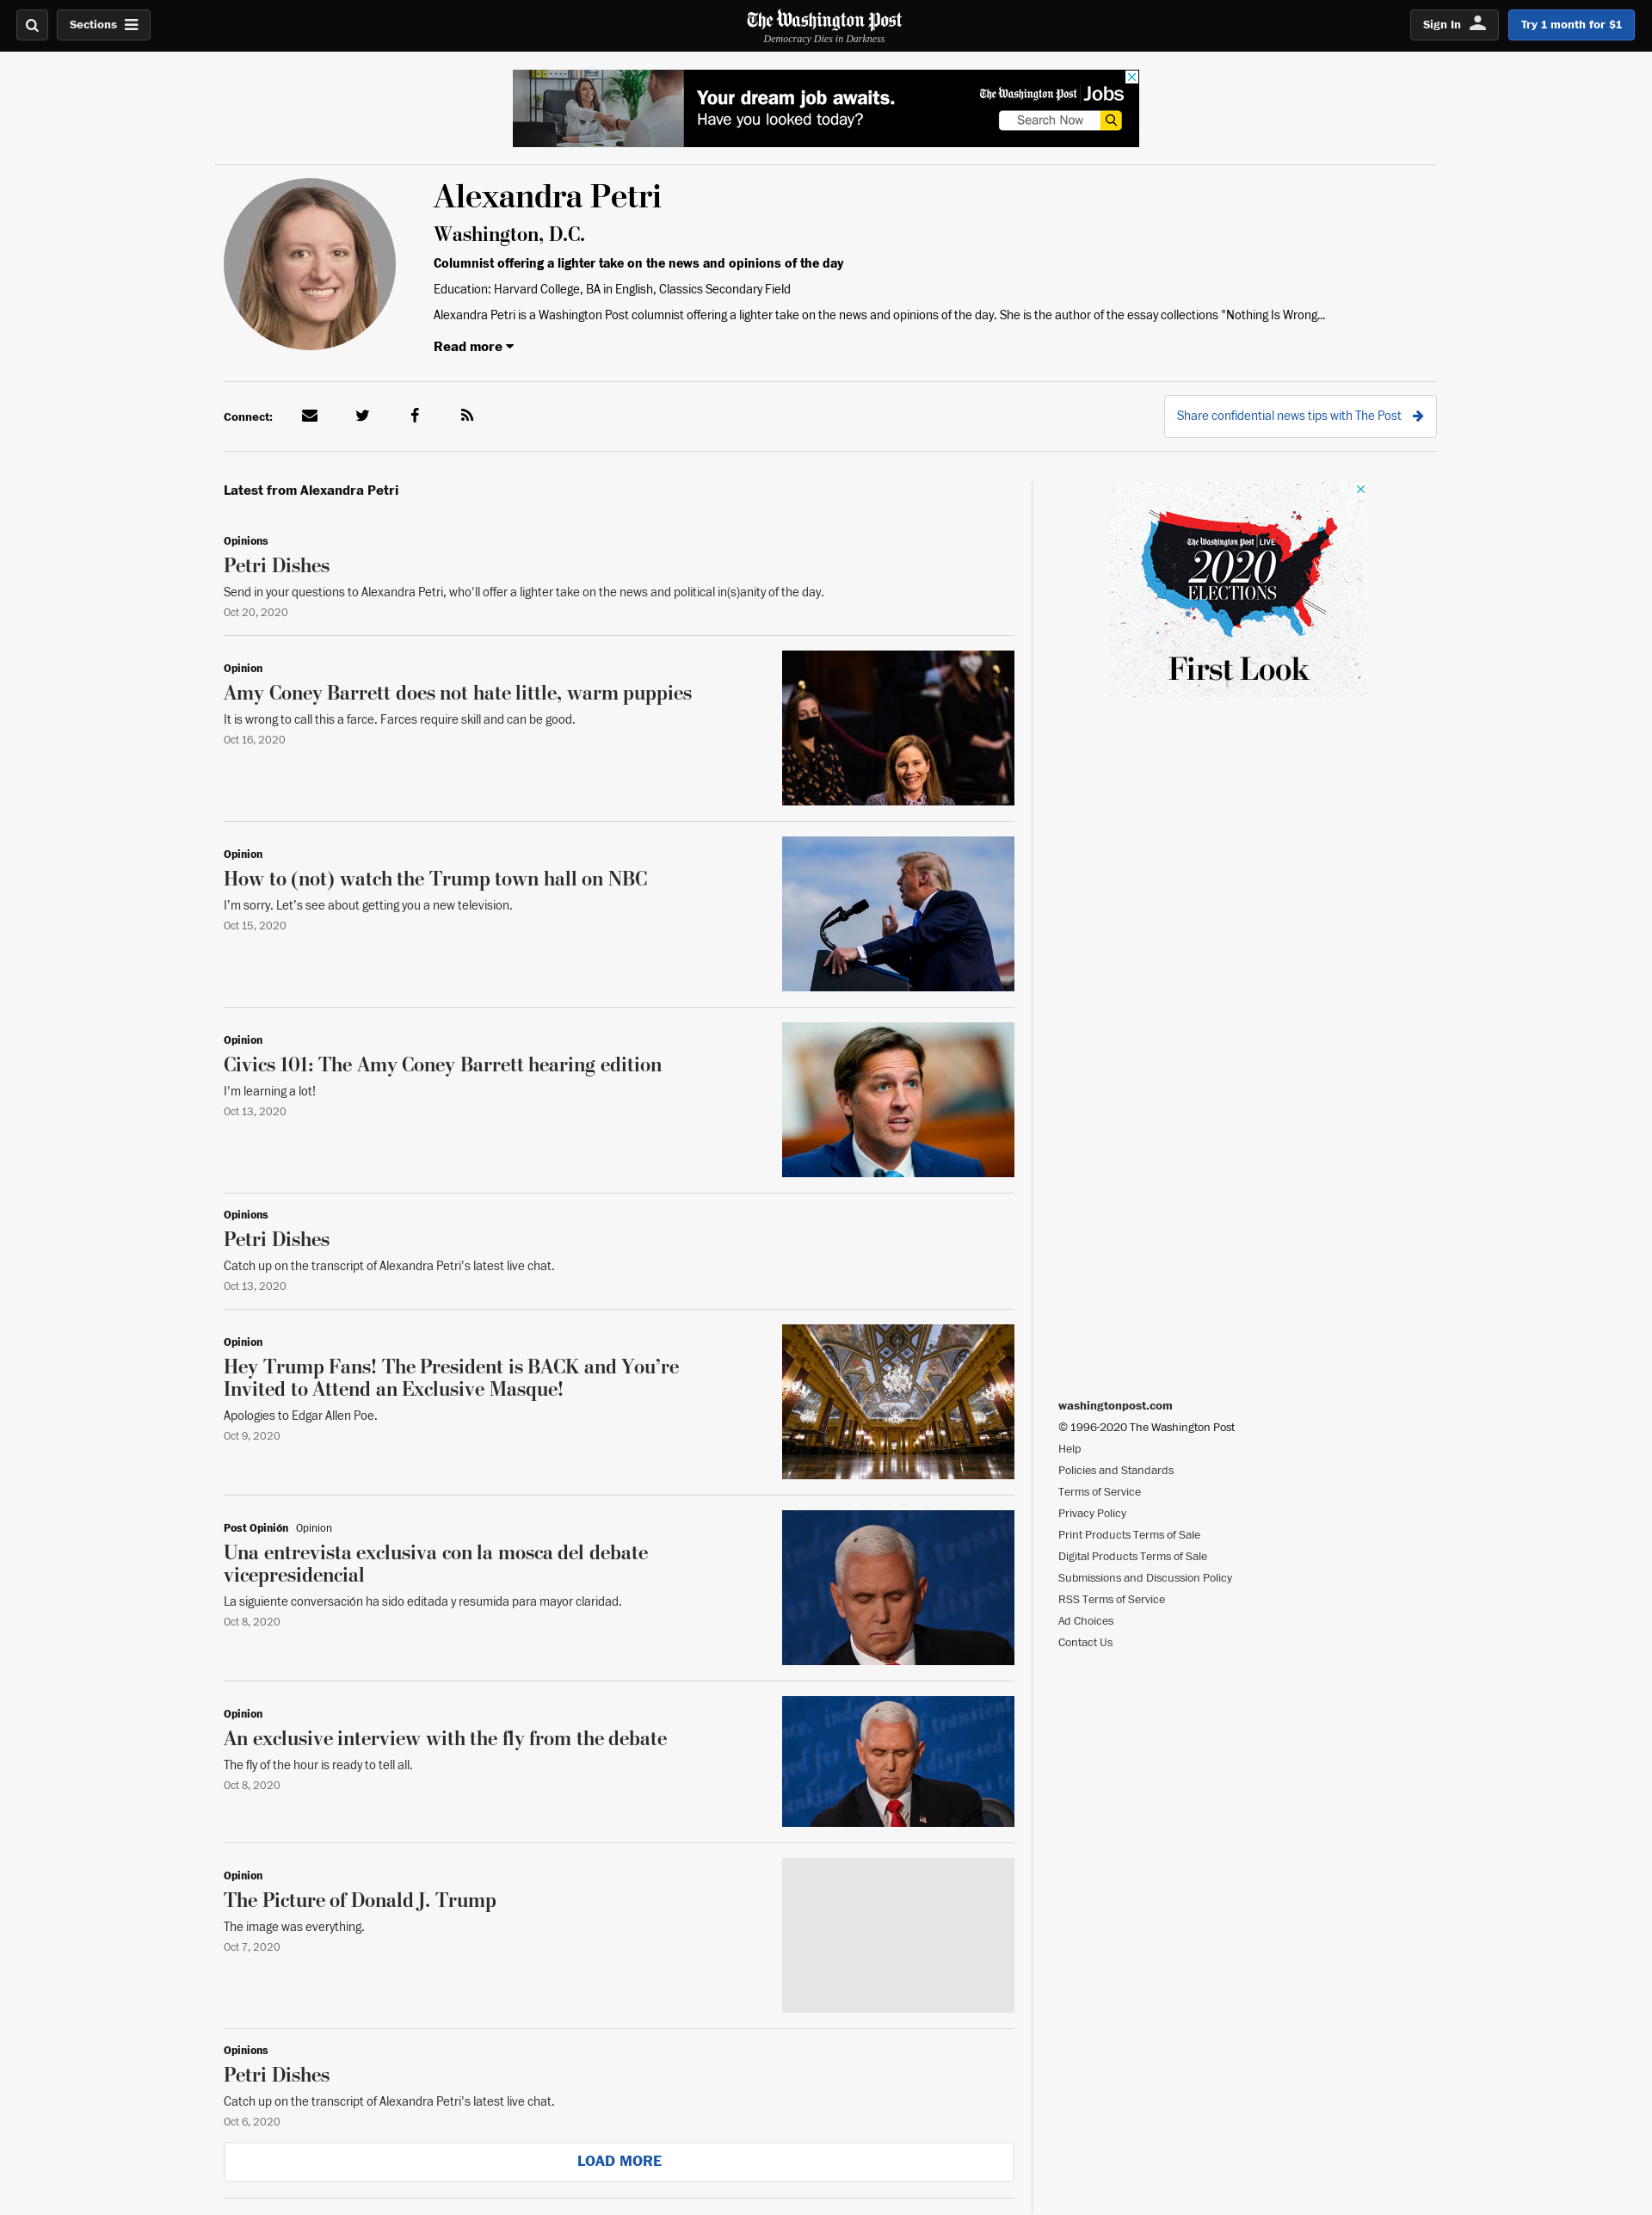 Sections
The Washington Post
Democracy Dies in Darkness
Sign In
Try 1 month for $1
Your dream job awaits.
Have you looked today?
The Washington Post Jobs
Search Now
Alexandra Petri
Washington, D.C.
Columnist offering a lighter take on the news and opinions of the day
Education: Harvard College, BA in English, Classics Secondary Field
Alexandra Petri is a Washington Post columnist offering a lighter take on the news and opinions of the day. She is the author of the essay collections "Nothing Is Wrong...
Read more
Connect:
Share confidential news tips with The Post
Latest from Alexandra Petri
Opinions
Petri Dishes
Send in your questions to Alexandra Petri, who'll offer a lighter take on the news and political in(s)anity of the day.
Oct 20, 2020
Opinion
Amy Coney Barrett does not hate little, warm puppies
It is wrong to call this a farce. Farces require skill and can be good.
Oct 16, 2020
Opinion
How to (not) watch the Trump town hall on NBC
I’m sorry. Let’s see about getting you a new television.
Oct 15, 2020
Opinion
Civics 101: The Amy Coney Barrett hearing edition
I'm learning a lot!
Oct 13, 2020
Opinions
Petri Dishes
Catch up on the transcript of Alexandra Petri's latest live chat.
Oct 13, 2020
Opinion
Hey Trump Fans! The President is BACK and You’re
Invited to Attend an Exclusive Masque!
Apologies to Edgar Allen Poe.
Oct 9, 2020
Post Opinión Opinion
Una entrevista exclusiva con la mosca del debate
vicepresidencial
La siguiente conversación ha sido editada y resumida para mayor claridad.
Oct 8, 2020
Opinion
An exclusive interview with the fly from the debate
The fly of the hour is ready to tell all.
Oct 8, 2020
Opinion
The Picture of Donald J. Trump
The image was everything.
Oct 7, 2020
Opinions
Petri Dishes
Catch up on the transcript of Alexandra Petri's latest live chat.
Oct 6, 2020
LOAD MORE
The Washington Post LIVE
2020
ELECTIONS
First Look
washingtonpost.com
© 1996-2020 The Washington Post
Help
Policies and Standards
Terms of Service
Privacy Policy
Print Products Terms of Sale
Digital Products Terms of Sale
Submissions and Discussion Policy
RSS Terms of Service
Ad Choices
Contact Us